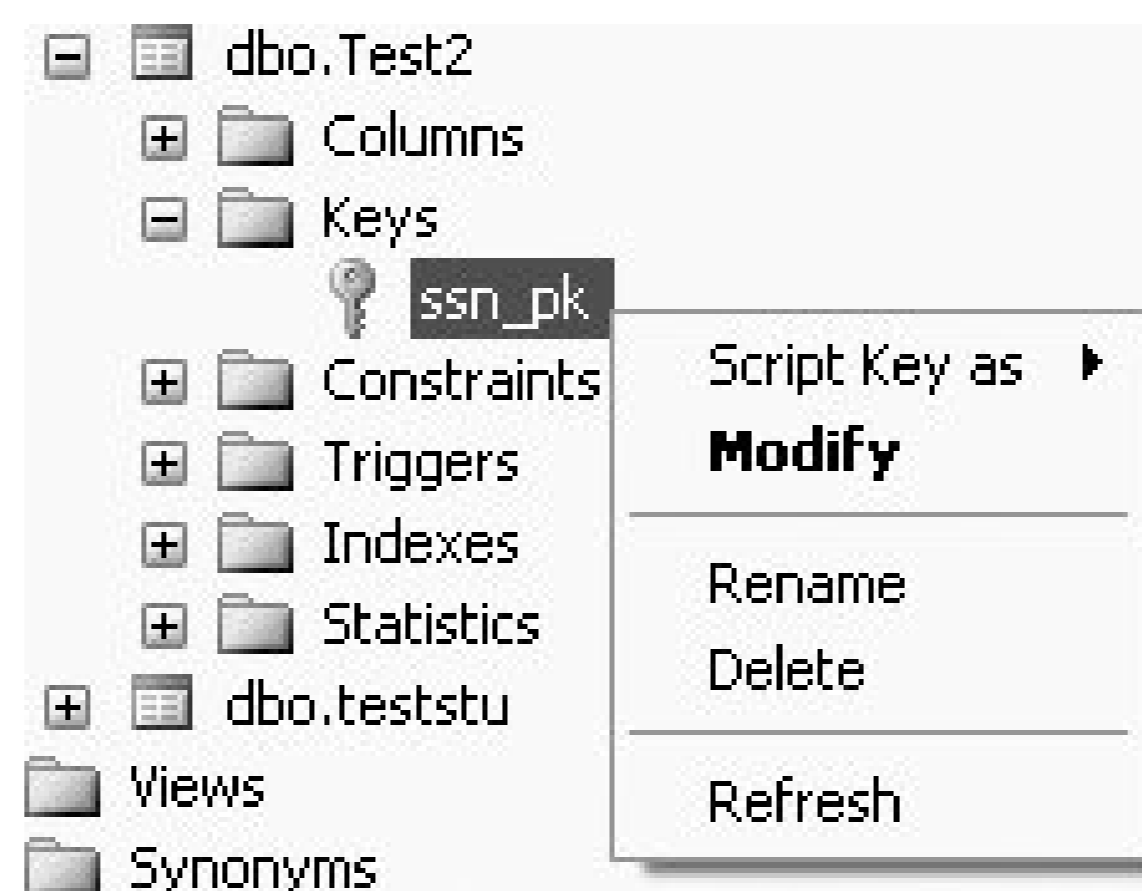 dbo.Test2
Columns
Keys
ssn_pk
Constraints
Triggers
Indexes
Statistics
dbo.teststu
Views
Synonyms
Script Key as
Modify
Rename
Delete
Refresh